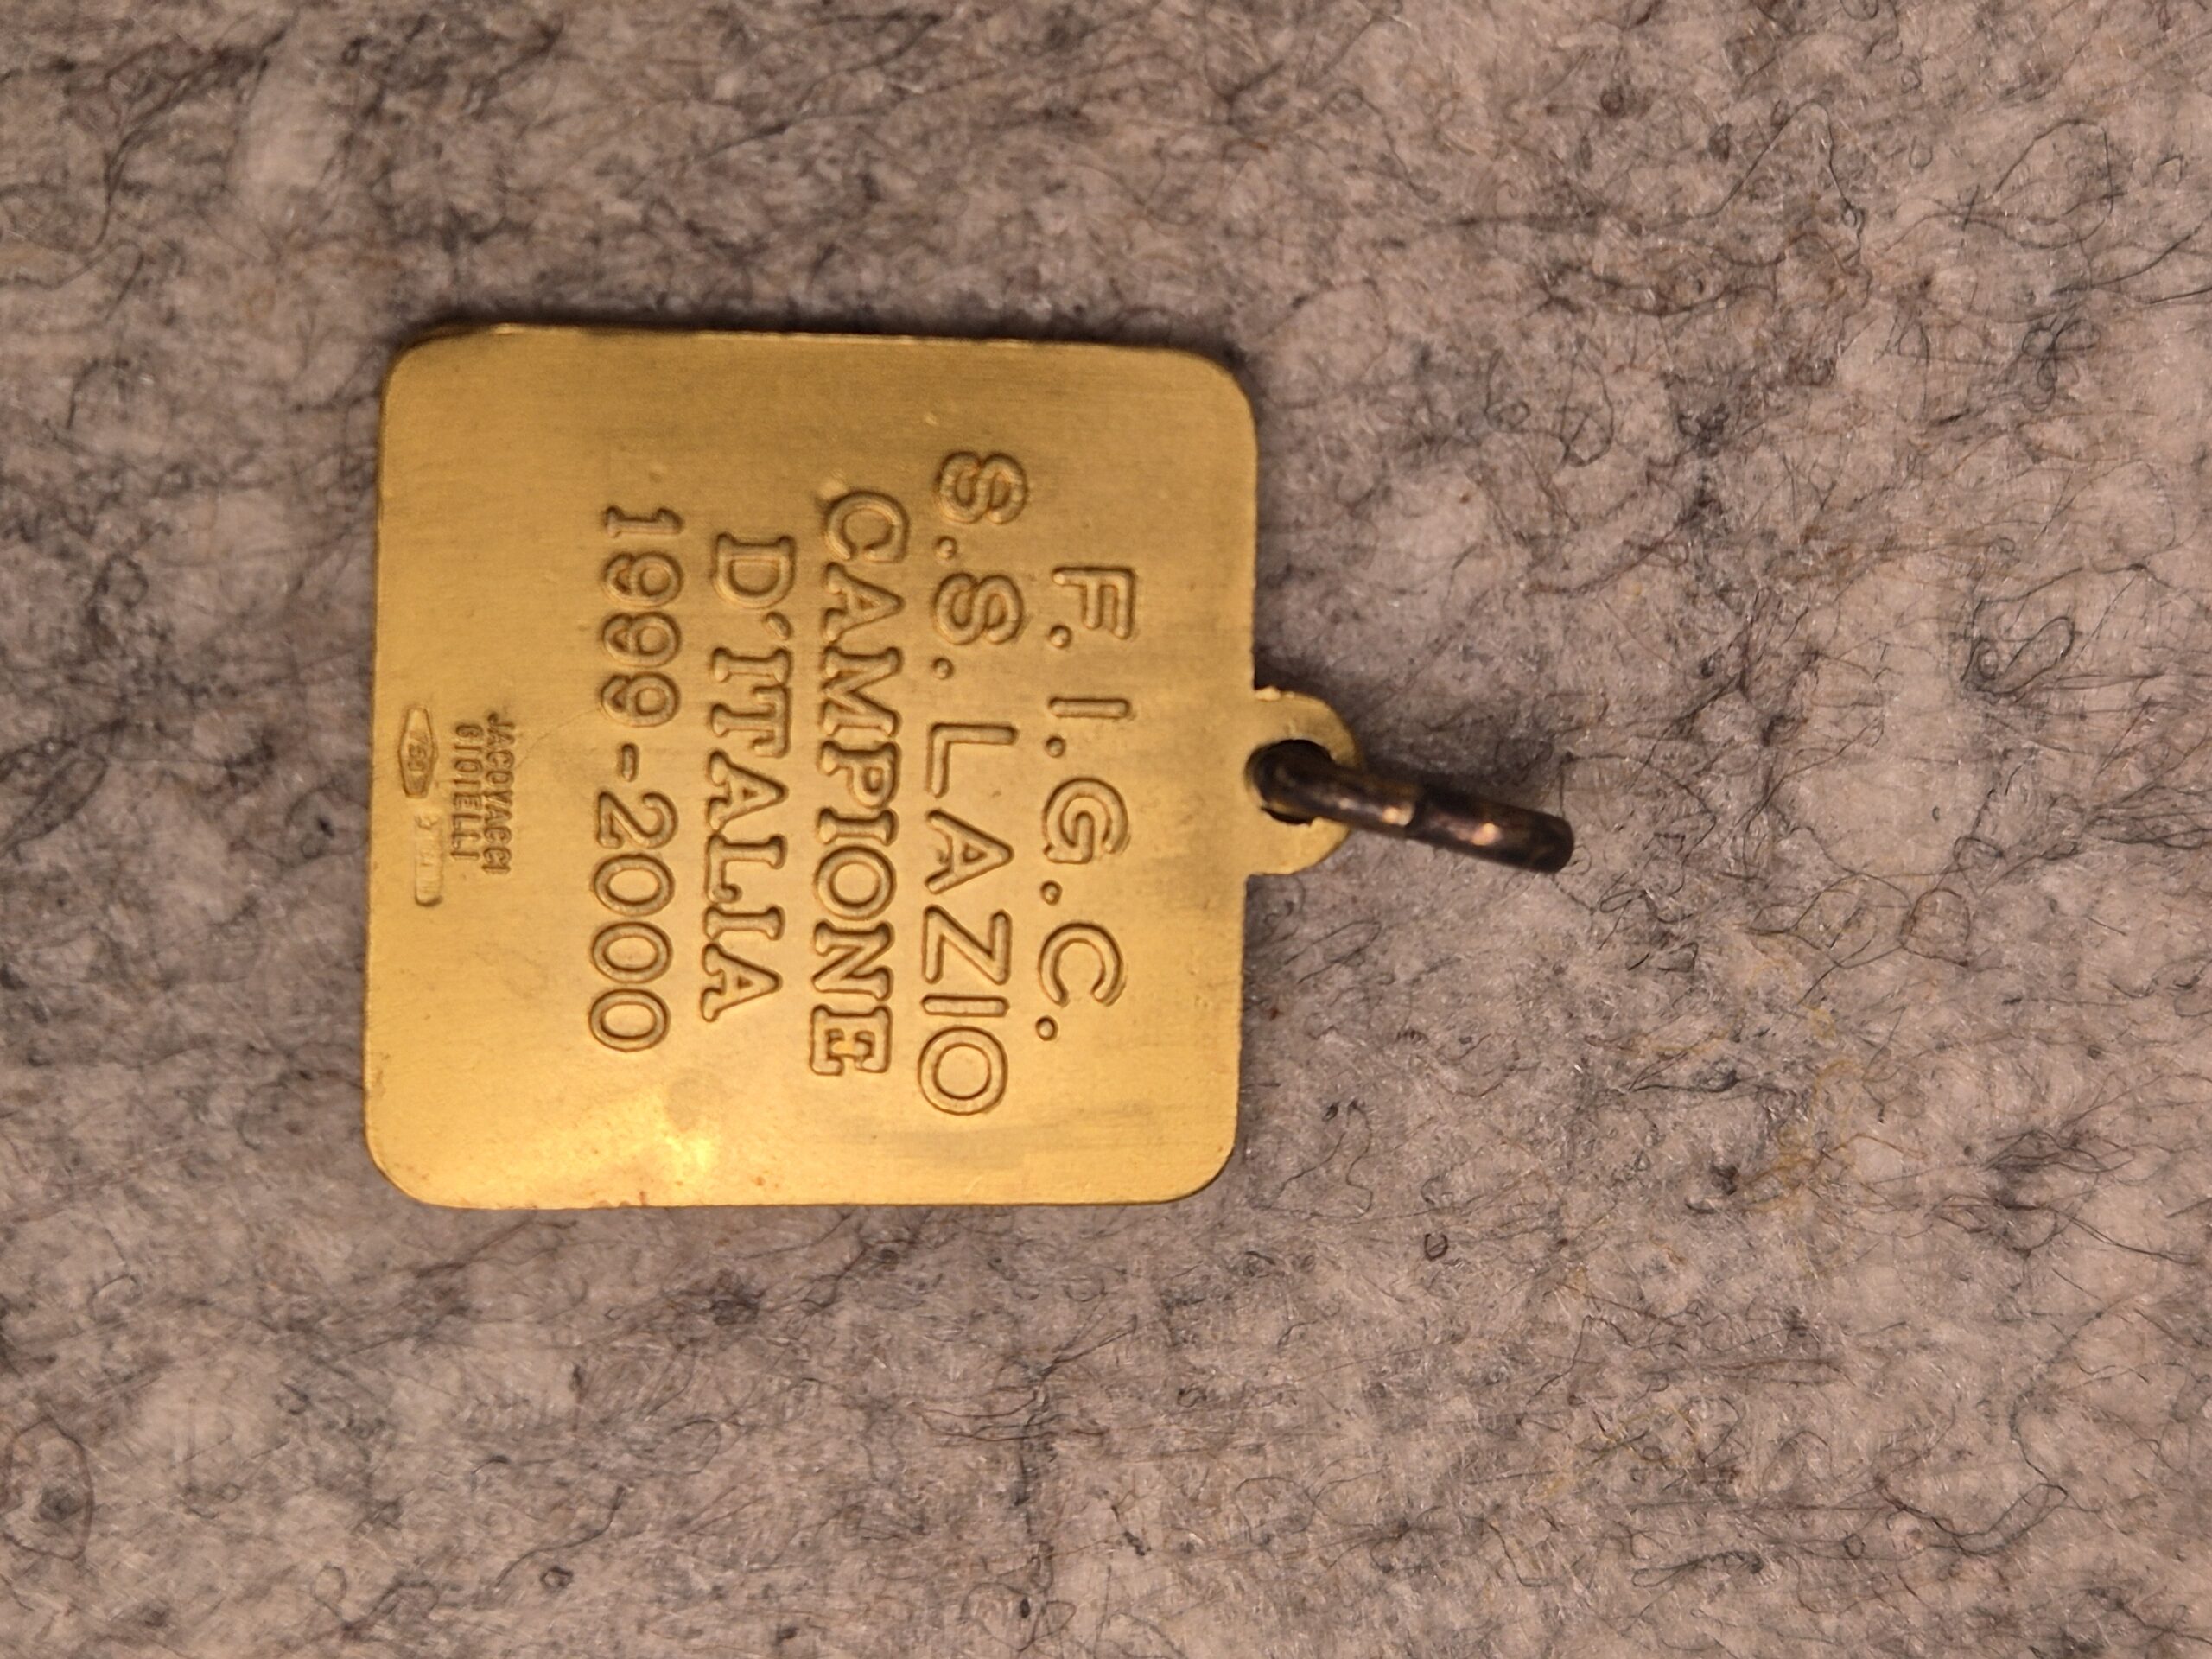 F.I.G.C.
S.S. LAZIO
CAMPIONE
D'ITALIA
1999-2000
JACOVACCI
GIOIELLI
750